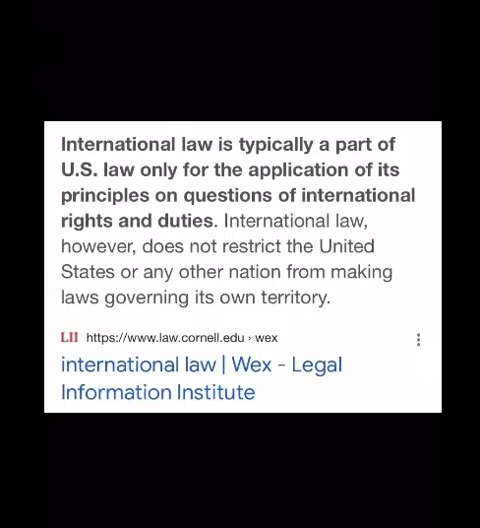 International law is typically a part of
U.S. law only for the application of its
principles on questions of international
rights and duties. International law,
however, does not restrict the United
States or any other nation from making
laws governing its own territory.
LII https://www.law.cornell.edu › wex
international law | Wex - Legal
Information Institute